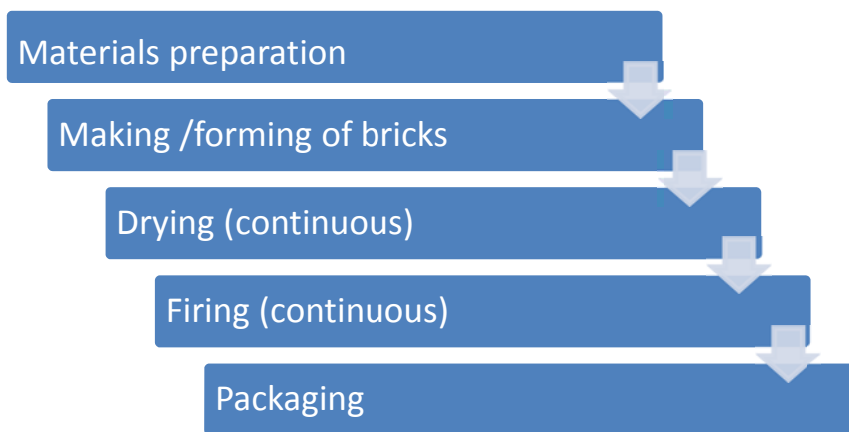 Materials preparation
Making /forming of bricks
Drying (continuous)
Firing (continuous)
Packaging